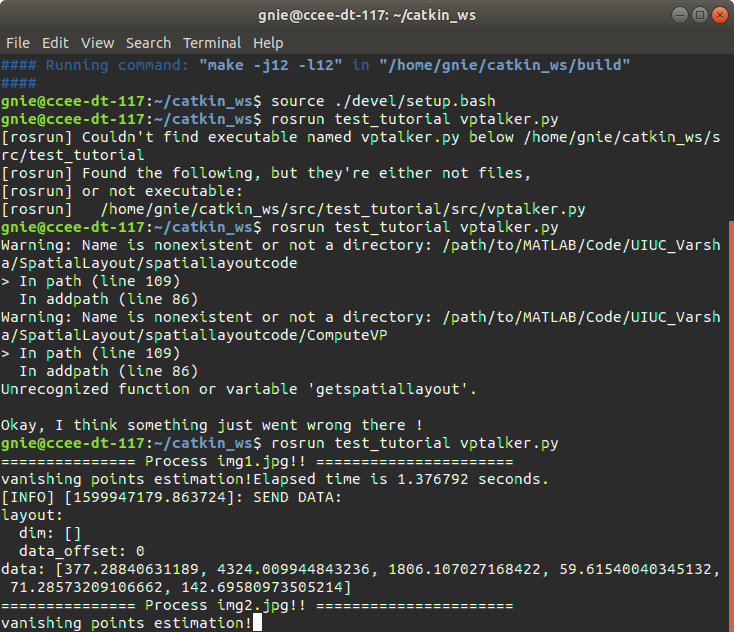 gnie@ccee-dt-117: ~/catkin_ws
File Edit View Search Terminal Help
#### Running command: "make -j12 -l12" in "/home/gnie/catkin_ws/build"
####
gnie@ccee-dt-117:~/catkin_ws$ source ./devel/setup.bash
gnie@ccee-dt-117:~/catkin_ws$ rosrun test_tutorial vptalker.py
[rosrun] Couldn't find executable named vptalker.py below /home/gnie/catkin_ws/s
rc/test_tutorial
[rosrun] Found the following, but they're either not files,
[rosrun] or not executable:
[rosrun]   /home/gnie/catkin_ws/src/test_tutorial/src/vptalker.py
gnie@ccee-dt-117:~/catkin_ws$ rosrun test_tutorial vptalker.py
Warning: Name is nonexistent or not a directory: /path/to/MATLAB/Code/UIUC_Varsh
a/SpatialLayout/spatiallayoutcode
> In path (line 109)
  In addpath (line 86)
Warning: Name is nonexistent or not a directory: /path/to/MATLAB/Code/UIUC_Varsh
a/SpatialLayout/spatiallayoutcode/ComputeVP
> In path (line 109)
  In addpath (line 86)
Unrecognized function or variable 'getspatiallayout'.
Okay, I think something just went wrong there !
gnie@ccee-dt-117:~/catkin_ws$ rosrun test_tutorial vptalker.py
=============== Process img1.jpg!! ======================
vanishing points estimation!Elapsed time is 1.376792 seconds.
[INFO] [1599947179.863724]: SEND DATA:
layout:
  dim: []
  data_offset: 0
data: [377.28840631189, 4324.009944843236, 1806.107027168422, 59.61540040345132,
 71.28573209106662, 142.69580973505214]
=============== Process img2.jpg!! ======================
vanishing points estimation!